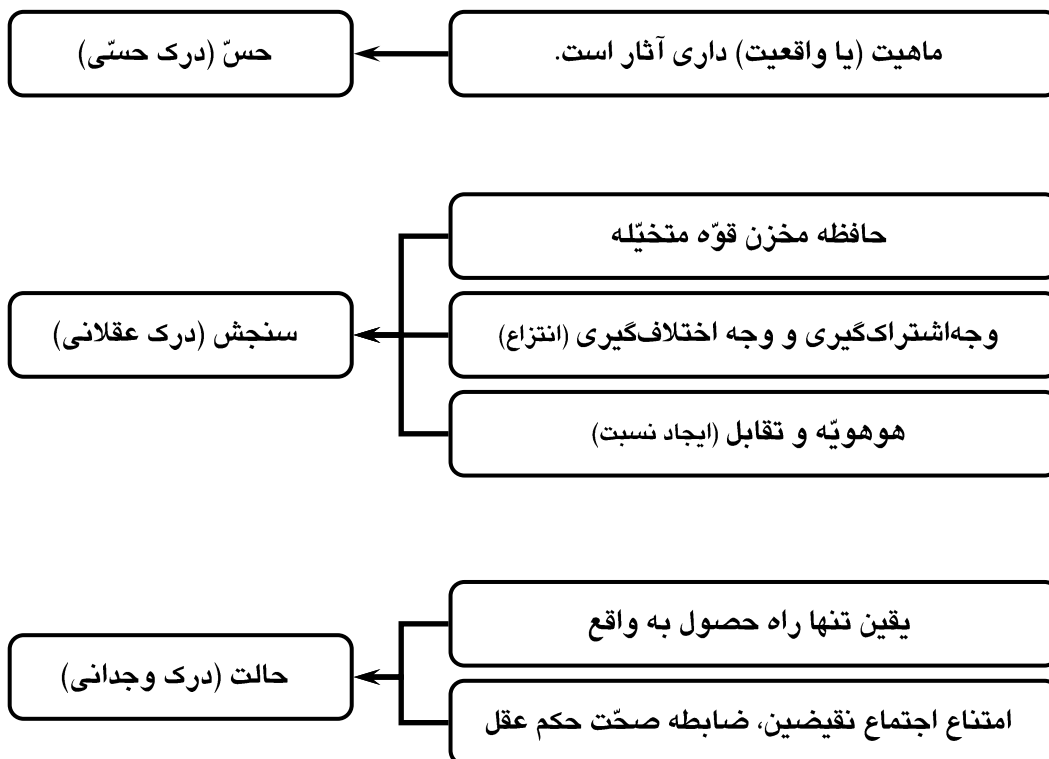 ماهیت (یا واقعیت) داری آثار است.
حسّ (درک حسّی)
حافظه مخزن قوّه متخیّله
وجه‌اشتراک‌گیری و وجه اختلاف‌گیری (انتزاع)
هوهویّه و تقابل (ایجاد نسبت)
سنجش (درک عقلانی)
یقین تنها راه حصول به واقع
امتناع اجتماع نقیضین، ضابطه صحّت حکم عقل
حالت (درک وجدانی)